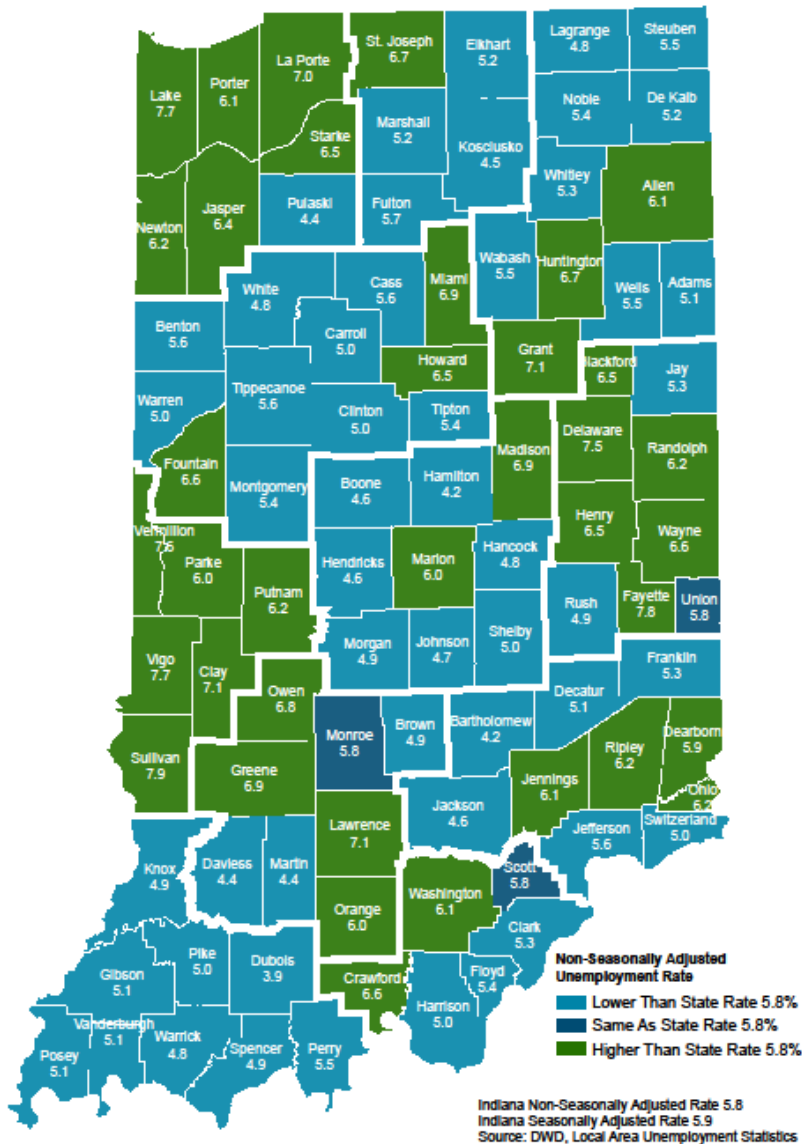 St. Joseph
6.7
Elkhart
5.2
Lagrange
4.8
Steuben
5.5
La Porte
7.0
Porter
6.1
Lake
7.7
Noble
5.4
De Kalb
5.2
Marshall
5.2
Starke
6.5
Kosciusko
4.5
Whitley
5.3
Allen
6.1
Pulaski
4.4
Fulton
5.7
Jasper
6.4
Newton
6.2
Wabash
5.5
Huntington
6.7
Miami
6.9
Wells
5.5
Adams
5.1
White
4.8
Cass
5.6
Benton
5.6
Carroll
5.0
Grant
7.1
Howard
6.5
Blackford
6.5
Jay
5.3
Tippecanoe
5.6
Warren
5.0
Clinton
5.0
Tipton
5.4
Madison
6.9
Delaware
7.5
Randolph
6.2
Fountain
6.6
Montgomery
5.4
Boone
4.6
Hamilton
4.2
Henry
6.5
Wayne
6.6
Vermillion
7.6
Hendricks
4.6
Marion
6.0
Hancock
4.8
Parke
6.0
Putnam
6.2
Fayette
7.8
Union
5.8
Rush
4.9
Shelby
5.0
Morgan
4.9
Johnson
4.7
Vigo
7.7
Clay
7.1
Franklin
5.3
Owen
6.8
Decatur
5.1
Monroe
5.8
Brown
4.9
Bartholomew
4.2
Dearborn
5.9
Ripley
6.2
Sullivan
7.9
Greene
6.9
Jennings
6.1
Ohio
6.2
Jackson
4.6
Lawrence
7.1
Jefferson
5.6
Switzerland
5.0
Knox
4.9
Daviess
4.4
Martin
4.4
Scott
5.8
Washington
6.1
Orange
6.0
Clark
5.3
Pike
5.0
Dubois
3.9
Gibson
5.1
Crawford
6.6
Floyd
5.4
Harrison
5.0
Vanderburgh
5.1
Warrick
4.8
Spencer
4.9
Perry
5.5
Posey
5.1
Non-Seasonally Adjusted
Unemployment Rate
Lower Than State Rate 5.8%
Same As State Rate 5.8%
Higher Than State Rate 5.8%
Indiana Non-Seasonally Adjusted Rate 5.8
Indiana Seasonally Adjusted Rate 5.9
Source: DWD, Local Area Unemployment Statistics